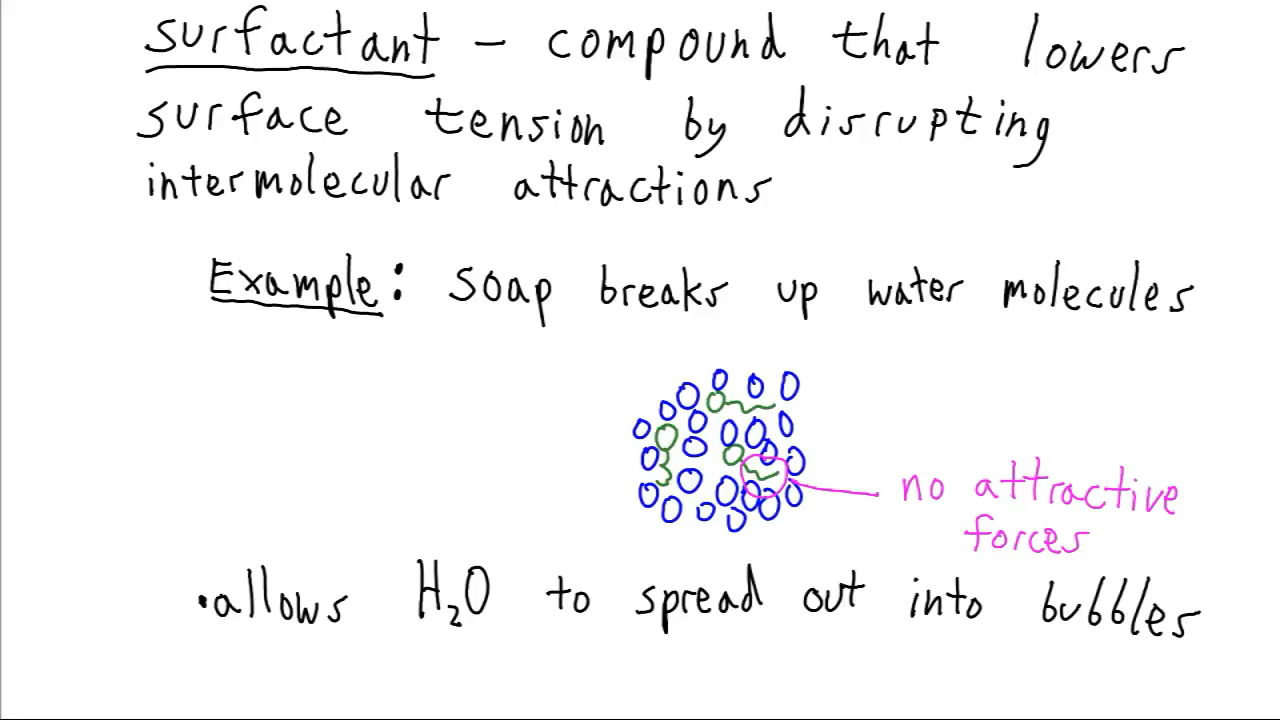 surfactant - compound that lowers
surface tension by disrupting
intermolecular attractions
Example: soap breaks up water molecules
no attractive
forces
•allows H₂O to spread out into bubbles